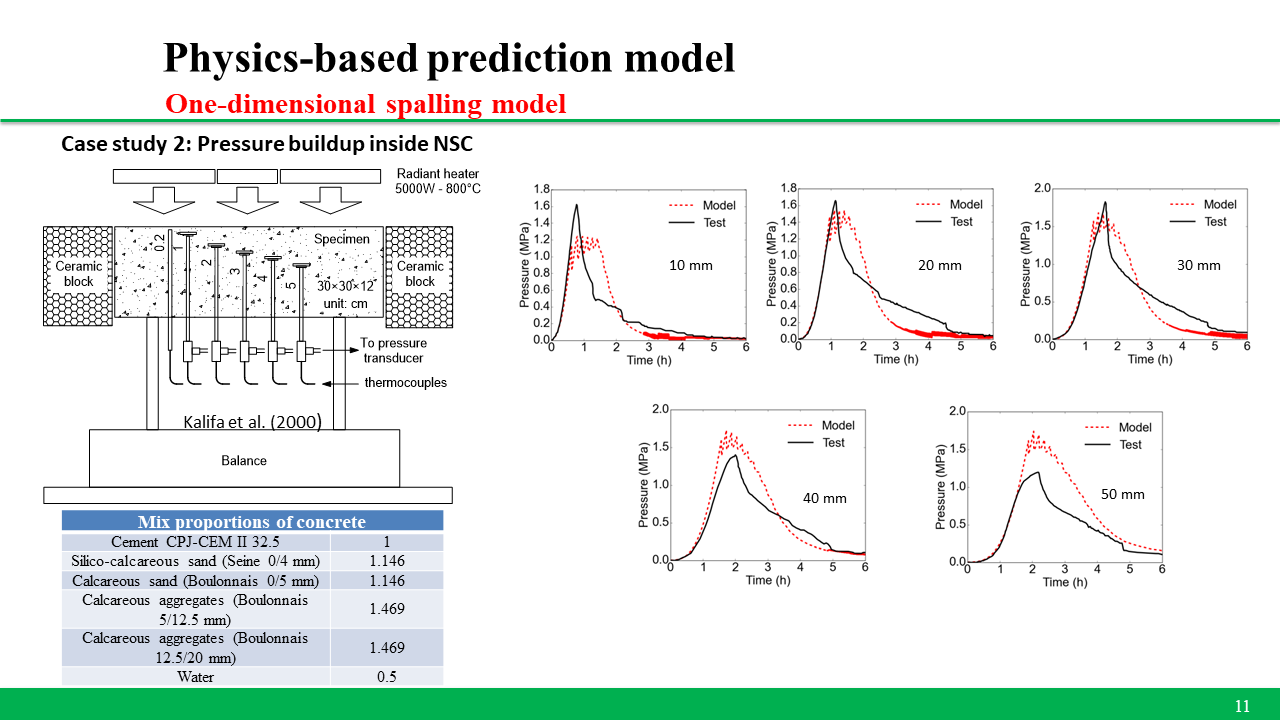 Physics-based prediction model
One-dimensional spalling model
Case study 2: Pressure buildup inside NSC
Radiant heater
5000W - 800°C
0.2
1
2
3
4
5
Specimen
30×30×12
unit: cm
Ceramic
block
Ceramic
block
To pressure
transducer
thermocouples
Kalifa et al. (2000)
Balance
Mix proportions of concrete
Cement CPJ-CEM II 32.5 1
Silico-calcareous sand (Seine 0/4 mm) 1.146
Calcareous sand (Boulonnais 0/5 mm) 1.146
Calcareous aggregates (Boulonnais
5/12.5 mm) 1.469
Calcareous aggregates (Boulonnais
12.5/20 mm) 1.469
Water 0.5
Pressure (MPa)
1.8
1.6
1.4
1.2
1.0
0.8
0.6
0.4
0.2
0.0
Model
Test
10 mm
0 1 2 3 4 5 6
Time (h)
Pressure (MPa)
1.8
1.6
1.4
1.2
1.0
0.8
0.6
0.4
0.2
0.0
Model
Test
20 mm
0 1 2 3 4 5 6
Time (h)
Pressure (MPa)
2.0
1.5
1.0
0.5
0.0
Model
Test
30 mm
0 1 2 3 4 5 6
Time (h)
Pressure (MPa)
2.0
1.5
1.0
0.5
0.0
Model
Test
40 mm
0 1 2 3 4 5 6
Time (h)
Pressure (MPa)
2.0
1.5
1.0
0.5
0.0
Model
Test
50 mm
0 1 2 3 4 5 6
Time (h)
11